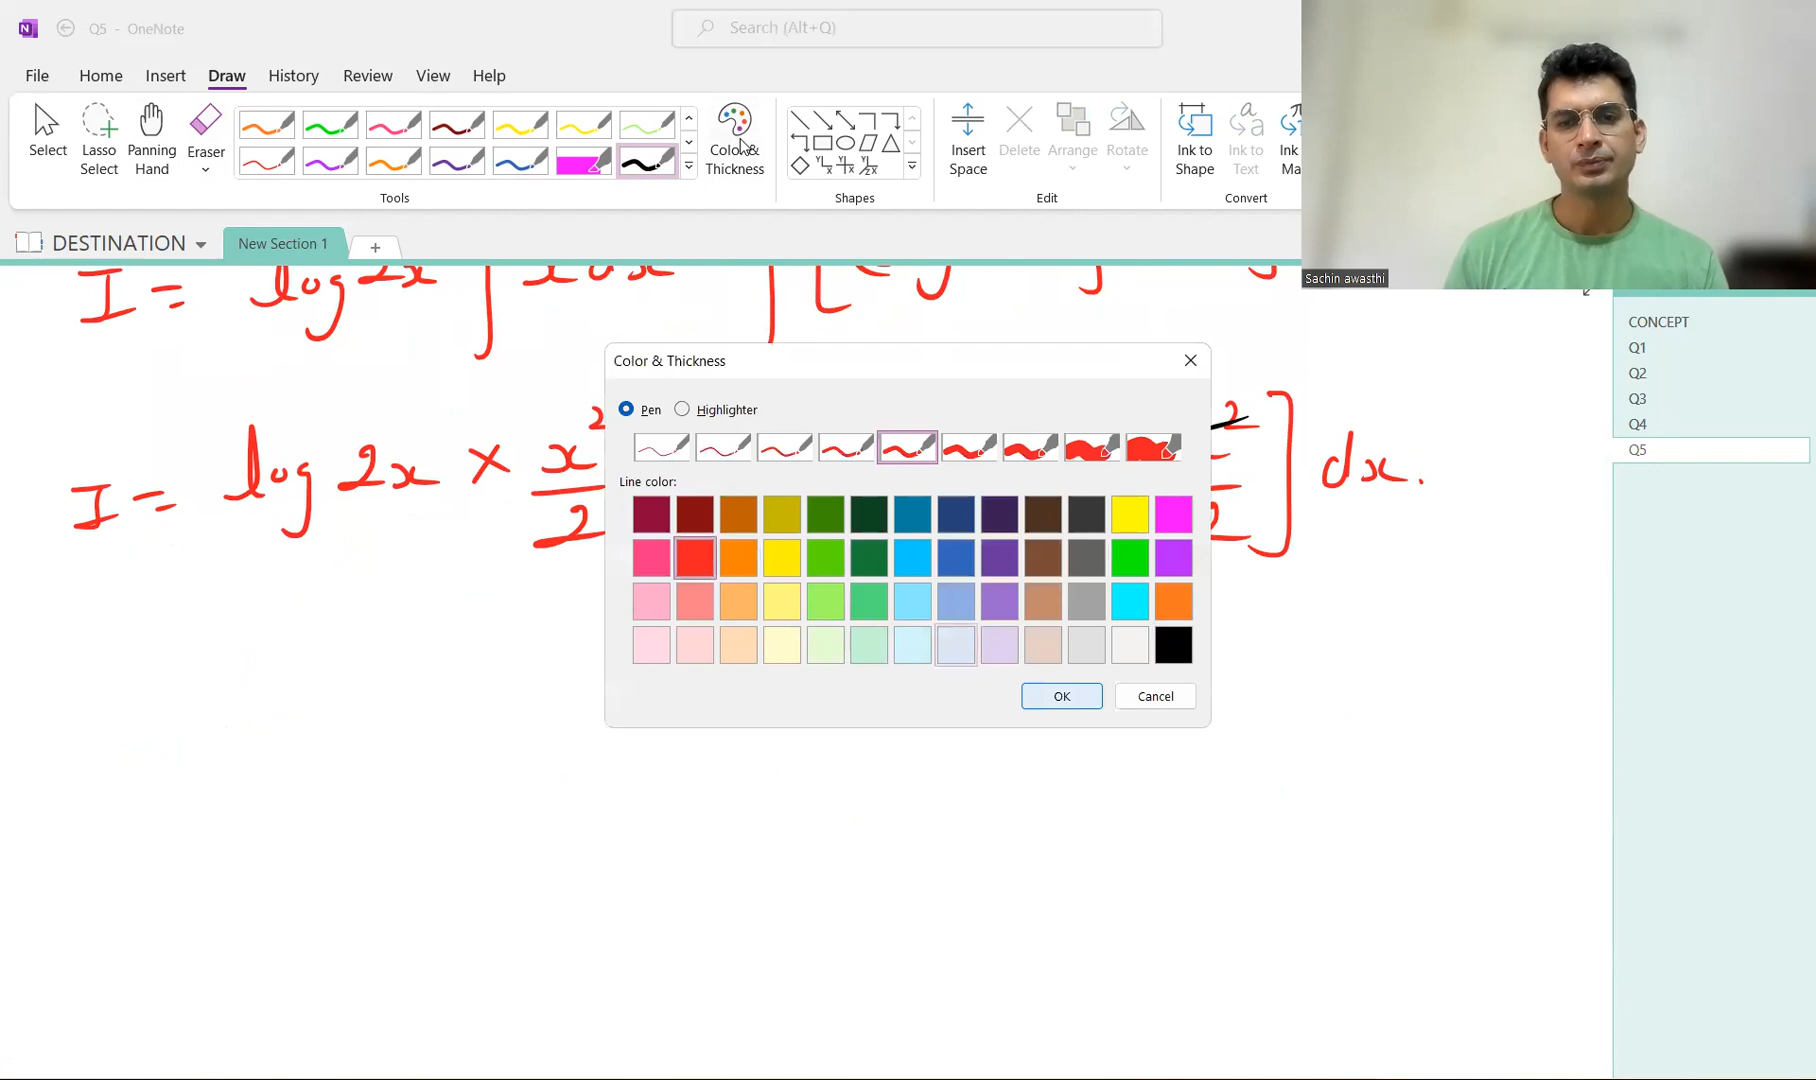 Q5 - OneNote
Search (Alt+Q)
File Home Insert Draw History Review View Help
Select
Lasso Select
Panning Hand
Eraser
Color & Thickness
Insert Space
Delete
Arrange
Rotate
Ink to Shape
Ink to Text
Ink
Tools
Shapes
Edit
Convert
DESTINATION
New Section 1
+
Sachin awasthi
CONCEPT
Q1
Q2
Q3
Q4
Q5
I = log 2x ∫ x dx
I = log 2x × x² / 2
2
] dx.
Color & Thickness
Pen Highlighter
Line color:
OK Cancel